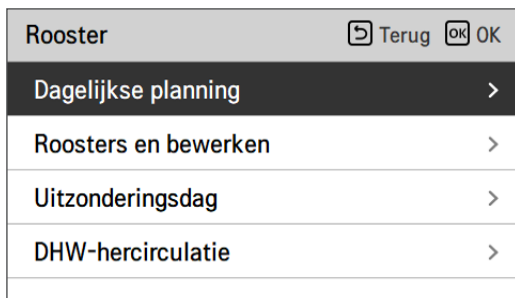 Rooster Terug OK OK
Dagelijkse planning
Roosters en bewerken
Uitzonderingsdag
DHW-hercirculatie